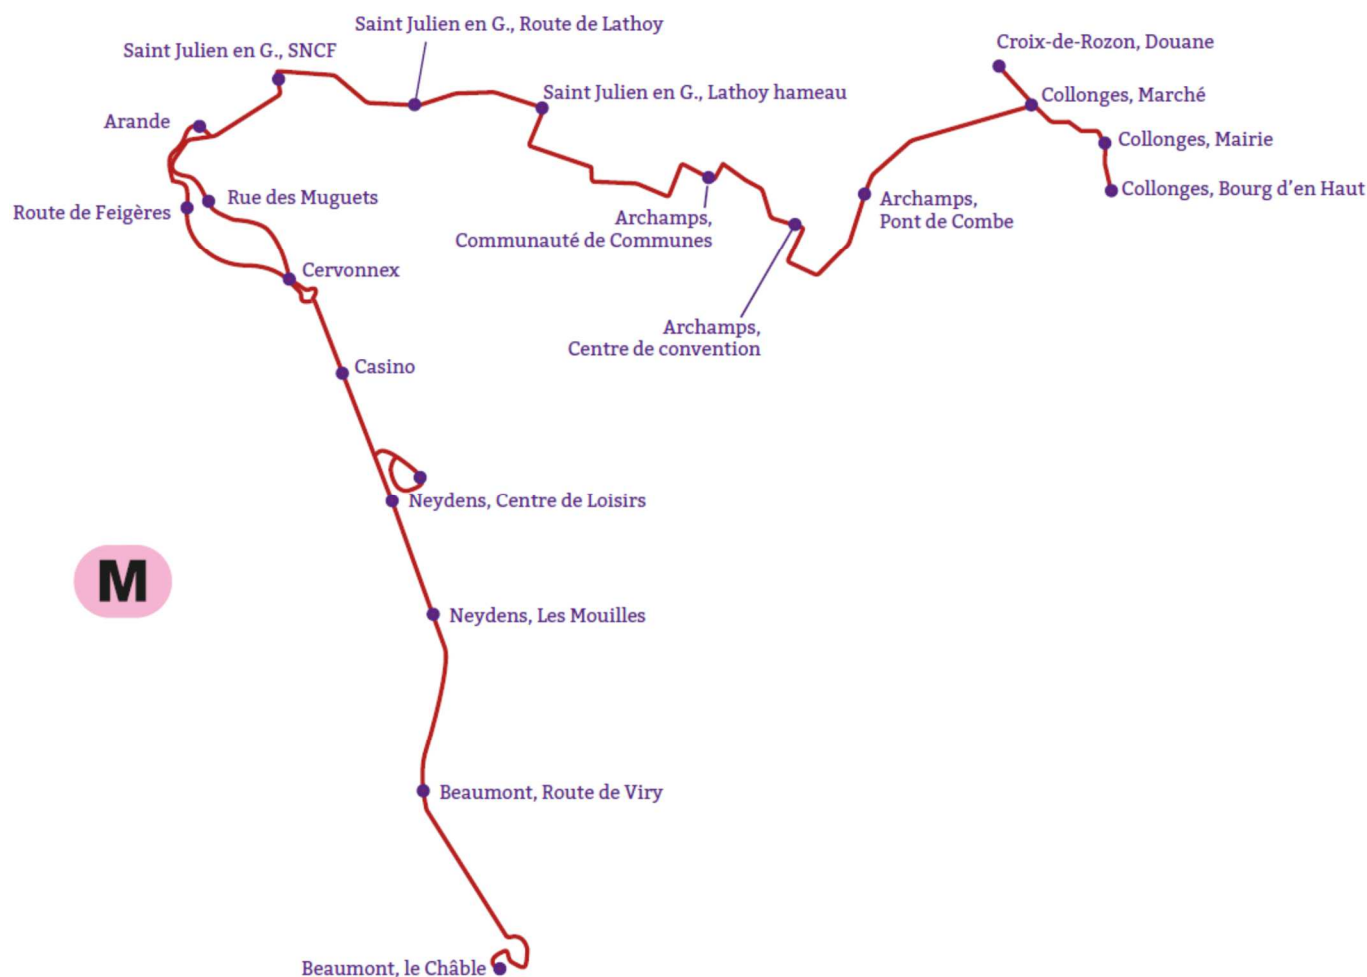 Saint Julien en G., Route de Lathoy
Saint Julien en G., SNCF
Croix-de-Rozon, Douane
Saint Julien en G., Lathoy hameau
Collonges, Marché
Arande
Collonges, Mairie
Rue des Muguets
Collonges, Bourg d'en Haut
Route de Feigères
Archamps,
Communauté de Communes
Archamps,
Pont de Combe
Cervonnex
Archamps,
Centre de convention
Casino
Neydens, Centre de Loisirs
M
Neydens, Les Mouilles
Beaumont, Route de Viry
Beaumont, le Châble